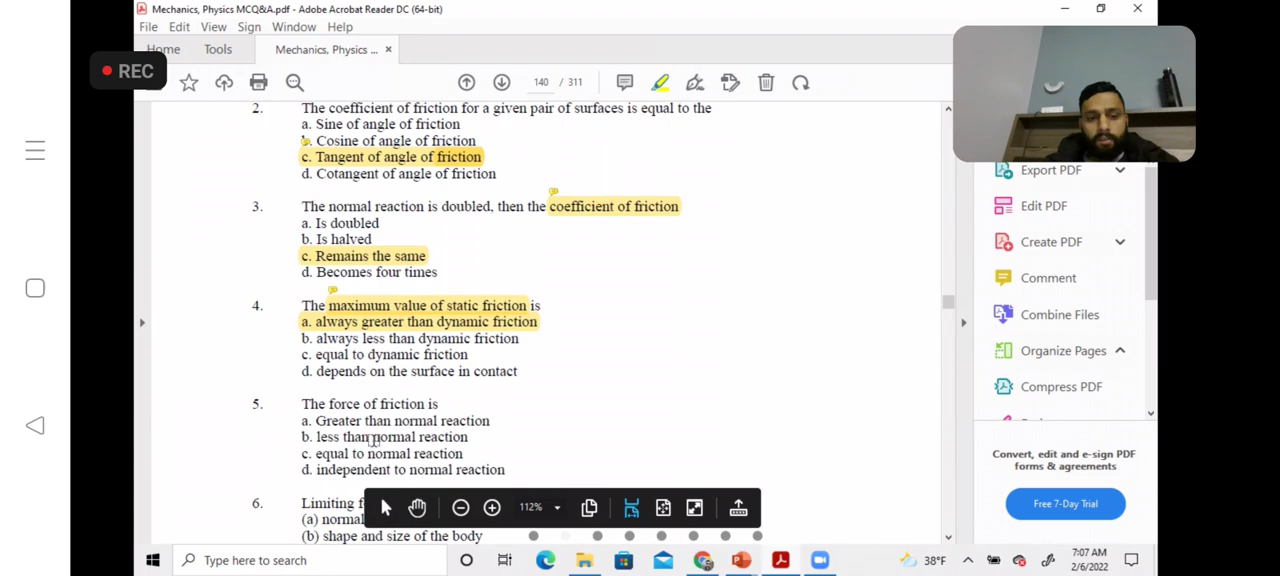 Mechanics, Physics MCQ&A.pdf - Adobe Acrobat Reader DC (64-bit)
File Edit View Sign Window Help
Home Tools Mechanics, Physics ... ×
REC
140 / 311
2. The coefficient of friction for a given pair of surfaces is equal to the
a. Sine of angle of friction
b. Cosine of angle of friction
c. Tangent of angle of friction
d. Cotangent of angle of friction
3. The normal reaction is doubled, then the coefficient of friction
a. Is doubled
b. Is halved
c. Remains the same
d. Becomes four times
4. The maximum value of static friction is
a. always greater than dynamic friction
b. always less than dynamic friction
c. equal to dynamic friction
d. depends on the surface in contact
5. The force of friction is
a. Greater than normal reaction
b. less than normal reaction
c. equal to normal reaction
d. independent to normal reaction
6. Limiting
(a) normal
(b) shape and size of the body
112%
Export PDF
Edit PDF
Create PDF
Comment
Combine Files
Organize Pages
Compress PDF
Convert, edit and e-sign PDF
forms & agreements
Free 7-Day Trial
Type here to search
38°F
7:07 AM
2/6/2022